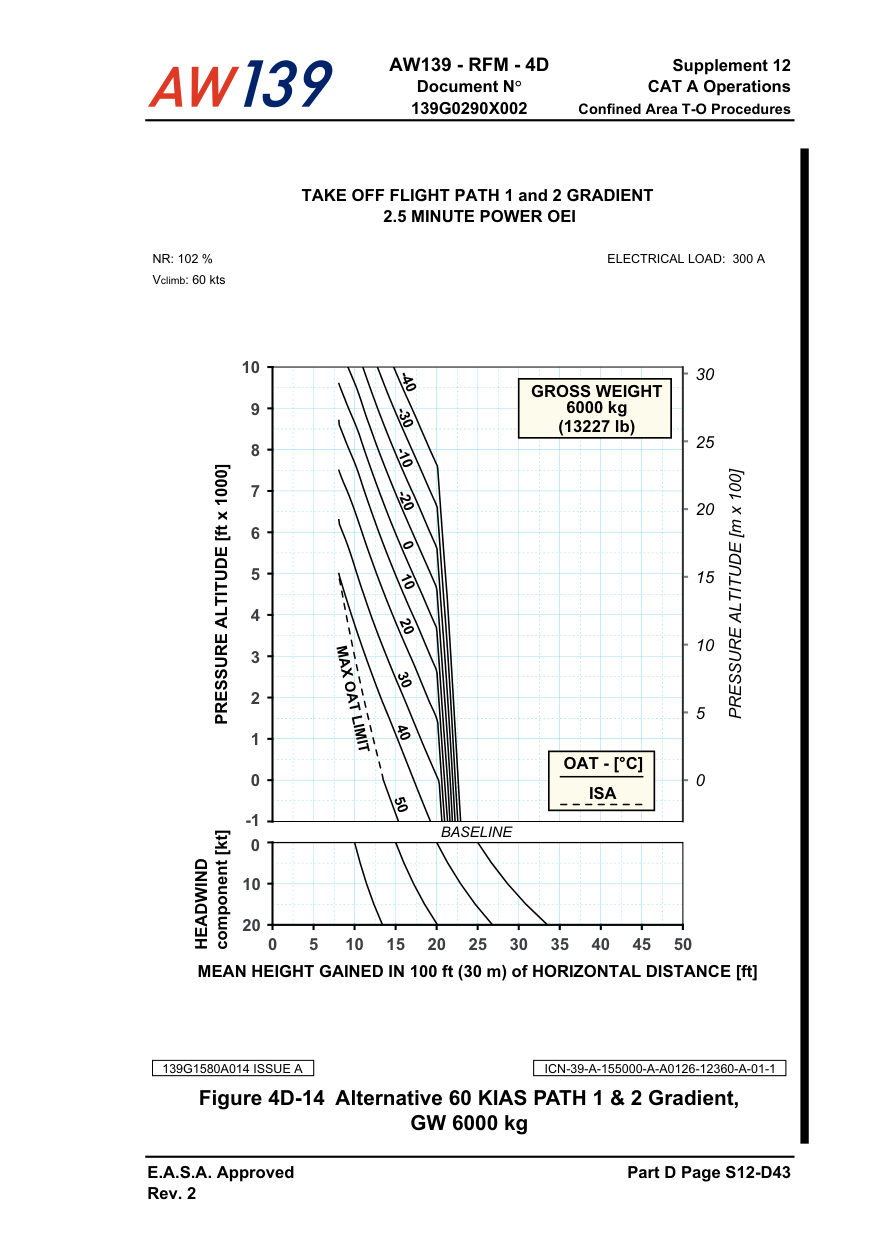 AW139
AW139 - RFM - 4D
Document N°
139G0290X002
Supplement 12
CAT A Operations
Confined Area T-O Procedures
TAKE OFF FLIGHT PATH 1 and 2 GRADIENT
2.5 MINUTE POWER OEI
NR: 102 %
ELECTRICAL LOAD: 300 A
Vclimb: 60 kts
PRESSURE ALTITUDE [ft x 1000]
10
9
8
7
6
5
4
3
2
1
0
-1
-40
-30
-10
-20
0
10
20
30
40
50
MAX OAT LIMIT
GROSS WEIGHT
6000 kg
(13227 lb)
OAT - [°C]
ISA
30
25
20
15
10
5
0
PRESSURE ALTITUDE [m x 100]
BASELINE
HEADWIND
component [kt]
0
10
20
0 5 10 15 20 25 30 35 40 45 50
MEAN HEIGHT GAINED IN 100 ft (30 m) of HORIZONTAL DISTANCE [ft]
139G1580A014 ISSUE A
ICN-39-A-155000-A-A0126-12360-A-01-1
Figure 4D-14 Alternative 60 KIAS PATH 1 & 2 Gradient,
GW 6000 kg
E.A.S.A. Approved
Part D Page S12-D43
Rev. 2